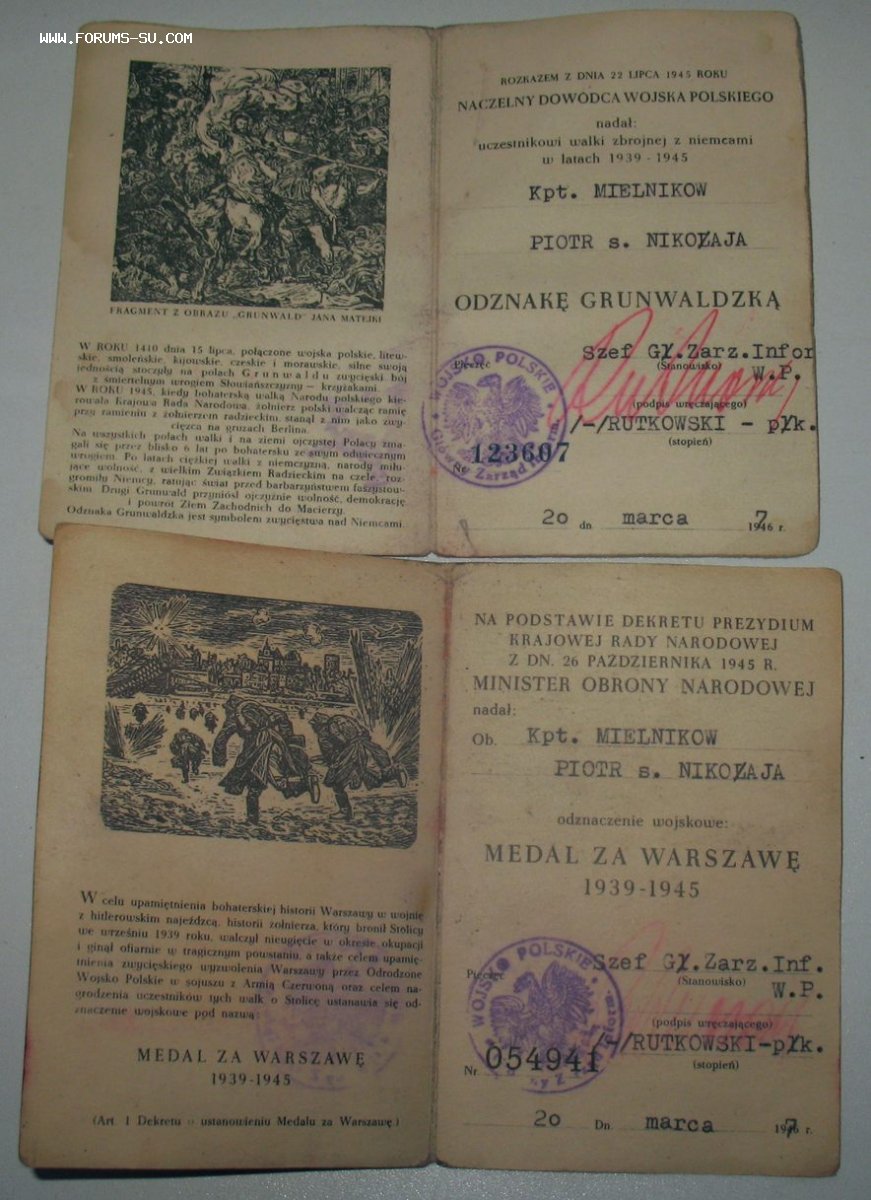 WWW.FORUMS-SU.COM
FRAGMENT Z OBRAZU „GRUNWALD" JANA MATEJKI
W ROKU 1410 dnia 15 lipca, połączone wojska polskie, litew-
skie, smoleńskie, kijowskie, czeskie i morawskie, silne swoją
jednością stoczyły na polach Grunwaldu zwycięski bój
z śmiertelnym wrogiem Słowiańszczyzny — krzyżakami.
W ROKU 1945, kiedy bohaterską walką Narodu polskiego kie-
rowała Krajowa Rada Narodowa, żołnierz polski walcząc ramię
przy ramieniu z żołnierzem radzieckim, stanął z nim jako zwy-
cięzca na gruzach Berlina.
Na wszystkich polach walki i na ziemi ojczystej Polacy zma-
gali się przez blisko 6 lat po bohatersku ze swym odwiecznym
wrogiem. Po latach ciężkiej walki z niemczyzną, narody miłu-
jące wolność, z wielkim Związkiem Radzieckim na czele, roz-
gromiły Niemcy, ratując świat przed barbarzyństwem faszystow-
skim. Drugi Grunwald przyniósł ojczyźnie wolność, demokrację
i powrót Ziem Zachodnich do Macierzy.
Odznaka Grunwaldzka jest symbolem zwycięstwa nad Niemcami.
ROZKAZEM Z DNIA 22 LIPCA 1945 ROKU
NACZELNY DOWÓDCA WOJSKA POLSKIEGO
nadał:
uczestnikowi walki zbrojnej z niemcami
w latach 1939 - 1945
Kpt. MIELNIKOW
PIOTR s. NIKOŁAJA
ODZNAKĘ GRUNWALDZKĄ
Szef Gł.Zarz.Infor
Pieczęć
(Stanowisko)
W.P.
WOJSKO POLSKIE
(podpis wręczającego)
/-/RUTKOWSKI - płk.
(stopień)
Nr 123607
Główny Zarząd Inform.
20 dn marca 1947 r.
W celu upamiętnienia bohaterskiej historii Warszawy w wojnie
z hitlerowskim najeźdzcą, historii żołnierza, który bronił Stolicy
we wrześniu 1939 roku, walczył nieugięcie w okresie okupacji
i ginął ofiarnie w tragicznym powstaniu, a także celem upamię-
tnienia zwycięskiego wyzwolenia Warszawy przez Odrodzone
Wojsko Polskie w sojuszu z Armią Czerwoną oraz celem na-
grodzenia uczestników tych walk o Stolicę ustanawia się od-
znaczenie wojskowe pod nazwą:
MEDAL ZA WARSZAWĘ
1939-1945
(Art. 1 Dekretu o ustanowieniu Medalu za Warszawę.)
NA PODSTAWIE DEKRETU PREZYDIUM
KRAJOWEJ RADY NARODOWEJ
Z DN. 26 PAŹDZIERNIKA 1945 R.
MINISTER OBRONY NARODOWEJ
nadał:
Ob. Kpt. MIELNIKOW
PIOTR s. NIKOŁAJA
odznaczenie wojskowe:
MEDAL ZA WARSZAWĘ
1939-1945
Szef Gł.Zarz.Inf.
Pieczęć
(Stanowisko)
W.P.
WOJSKO POLSKIE
(podpis wręczającego)
/-/RUTKOWSKI-płk.
(stopień)
Nr 054941
20 Dn. marca 1947 r.